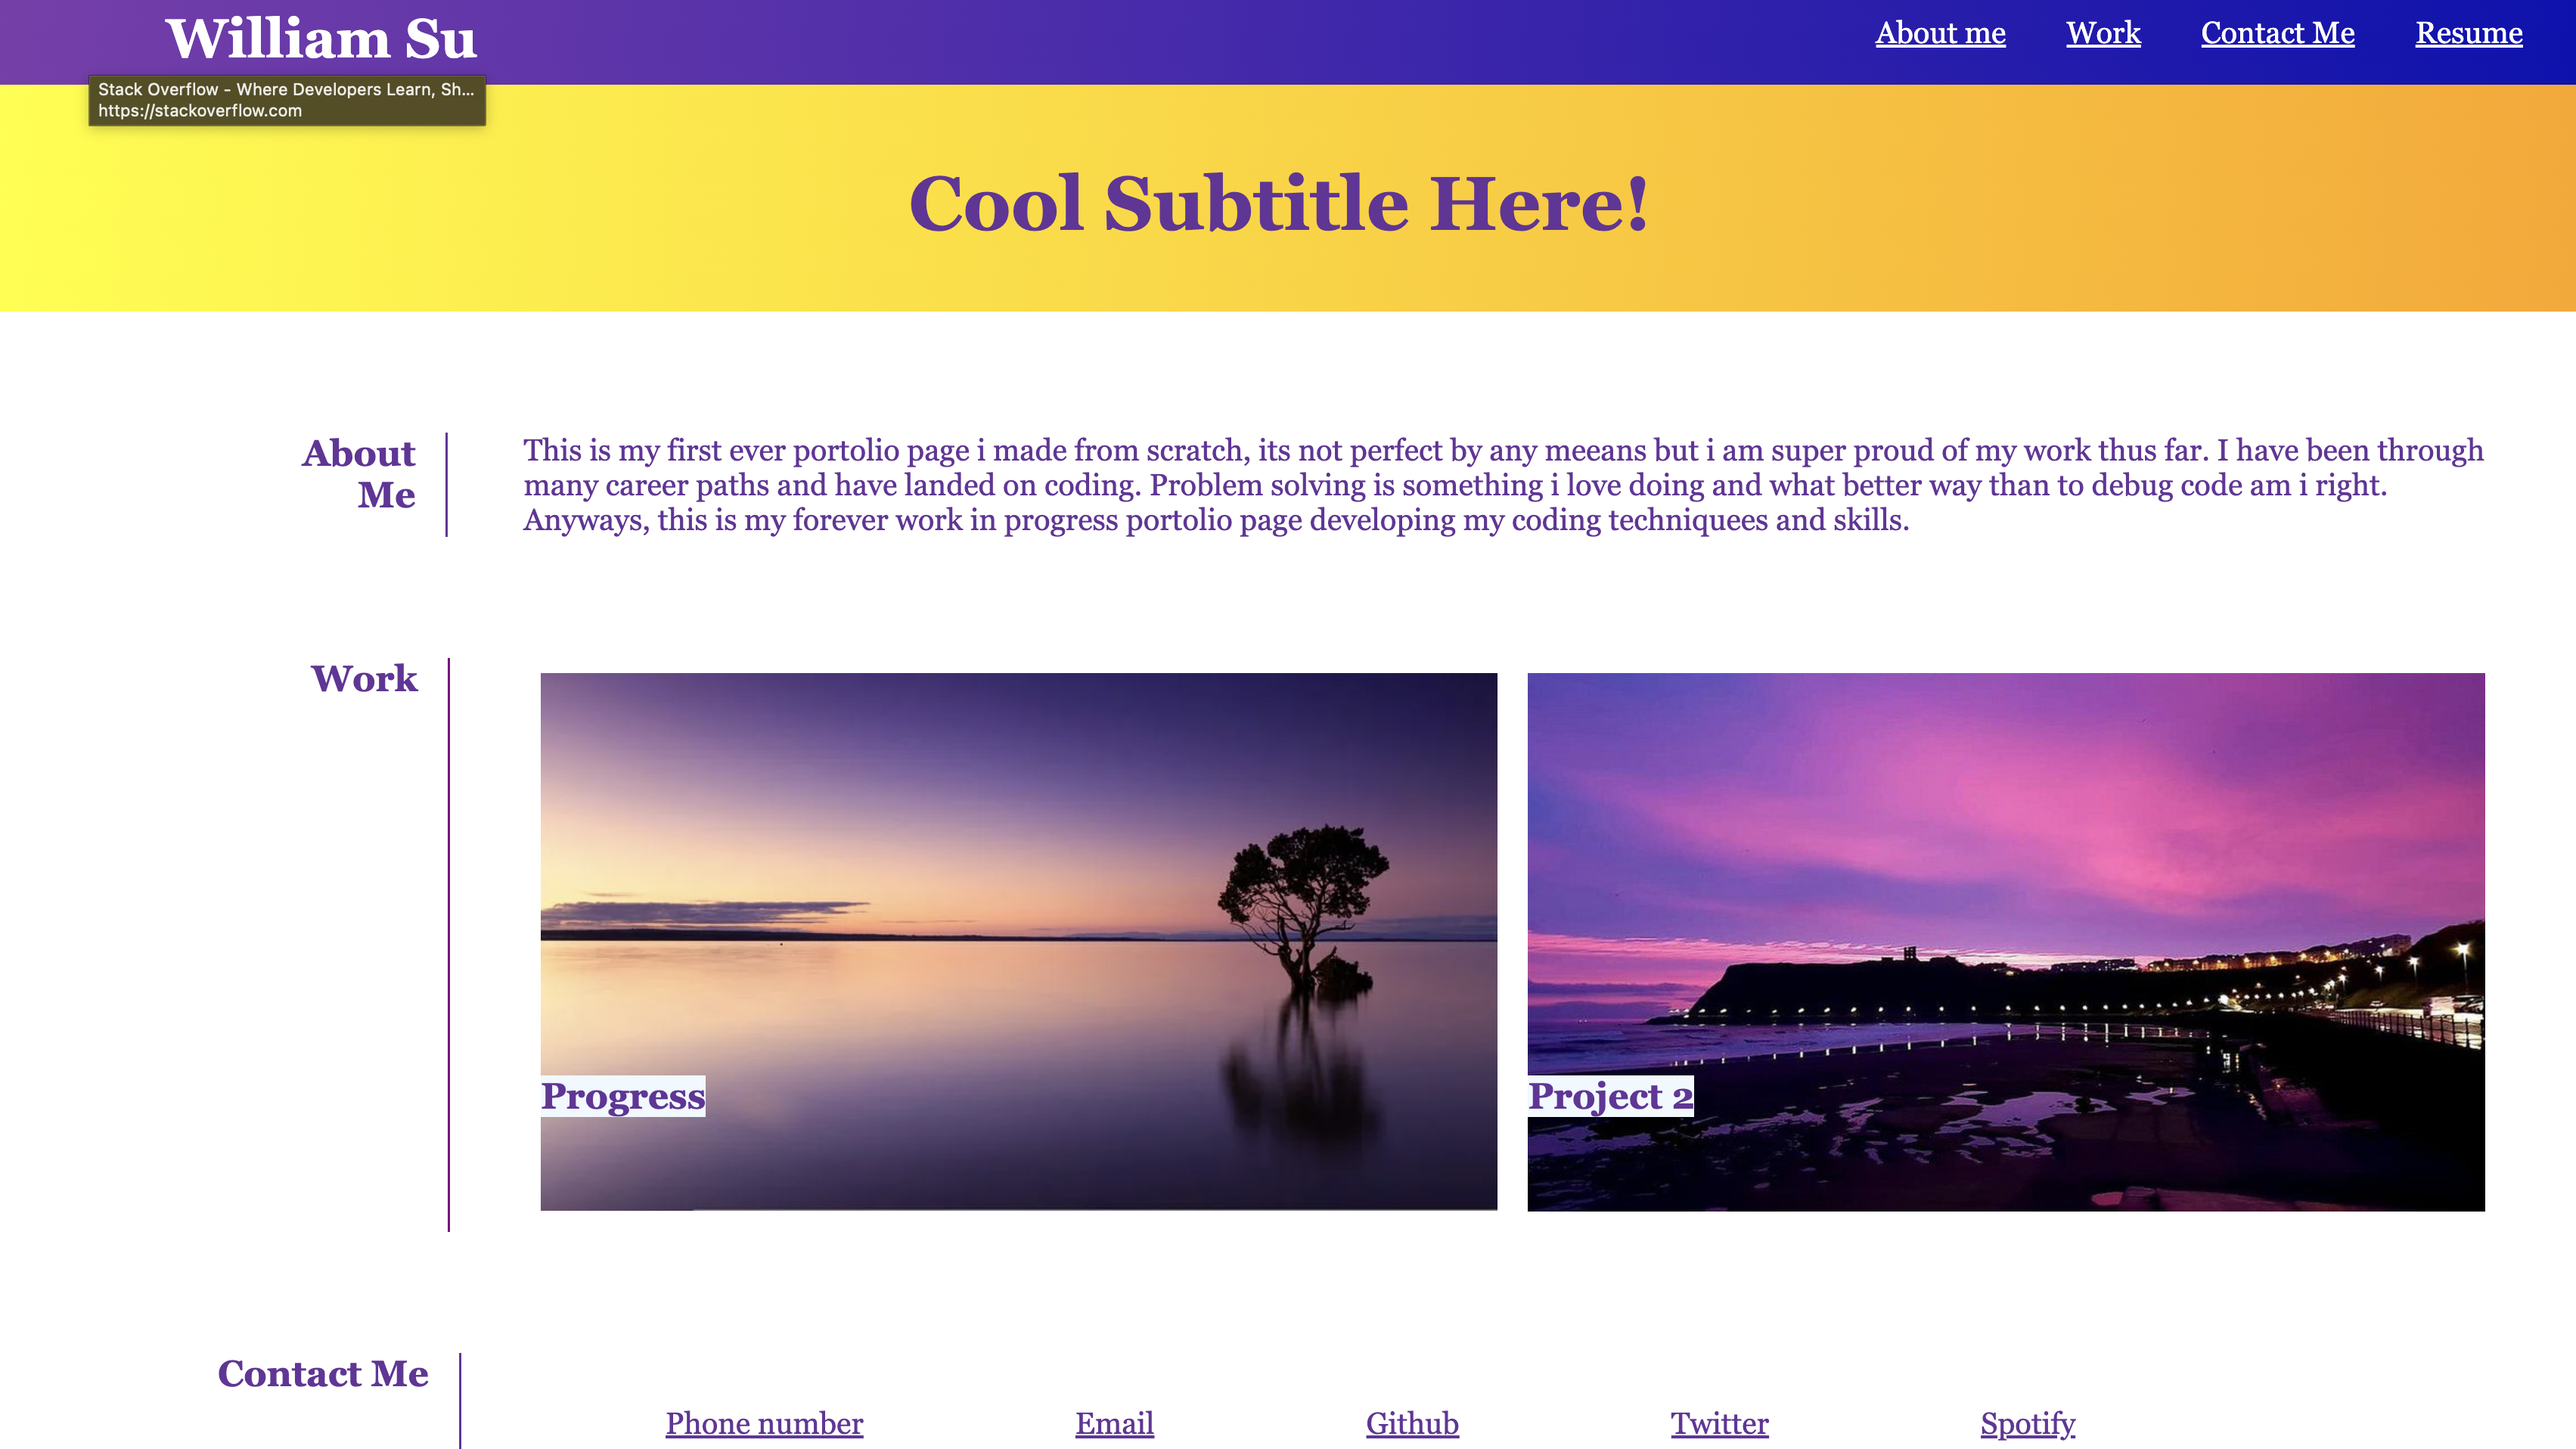 William Su
About me Work Contact Me Resume
Stack Overflow - Where Developers Learn, Sh...
https://stackoverflow.com
Cool Subtitle Here!
About
Me
This is my first ever portolio page i made from scratch, its not perfect by any meeans but i am super proud of my work thus far. I have been through
many career paths and have landed on coding. Problem solving is something i love doing and what better way than to debug code am i right.
Anyways, this is my forever work in progress portolio page developing my coding techniquees and skills.
Work
Progress
Project 2
Contact Me
Phone number Email Github Twitter Spotify